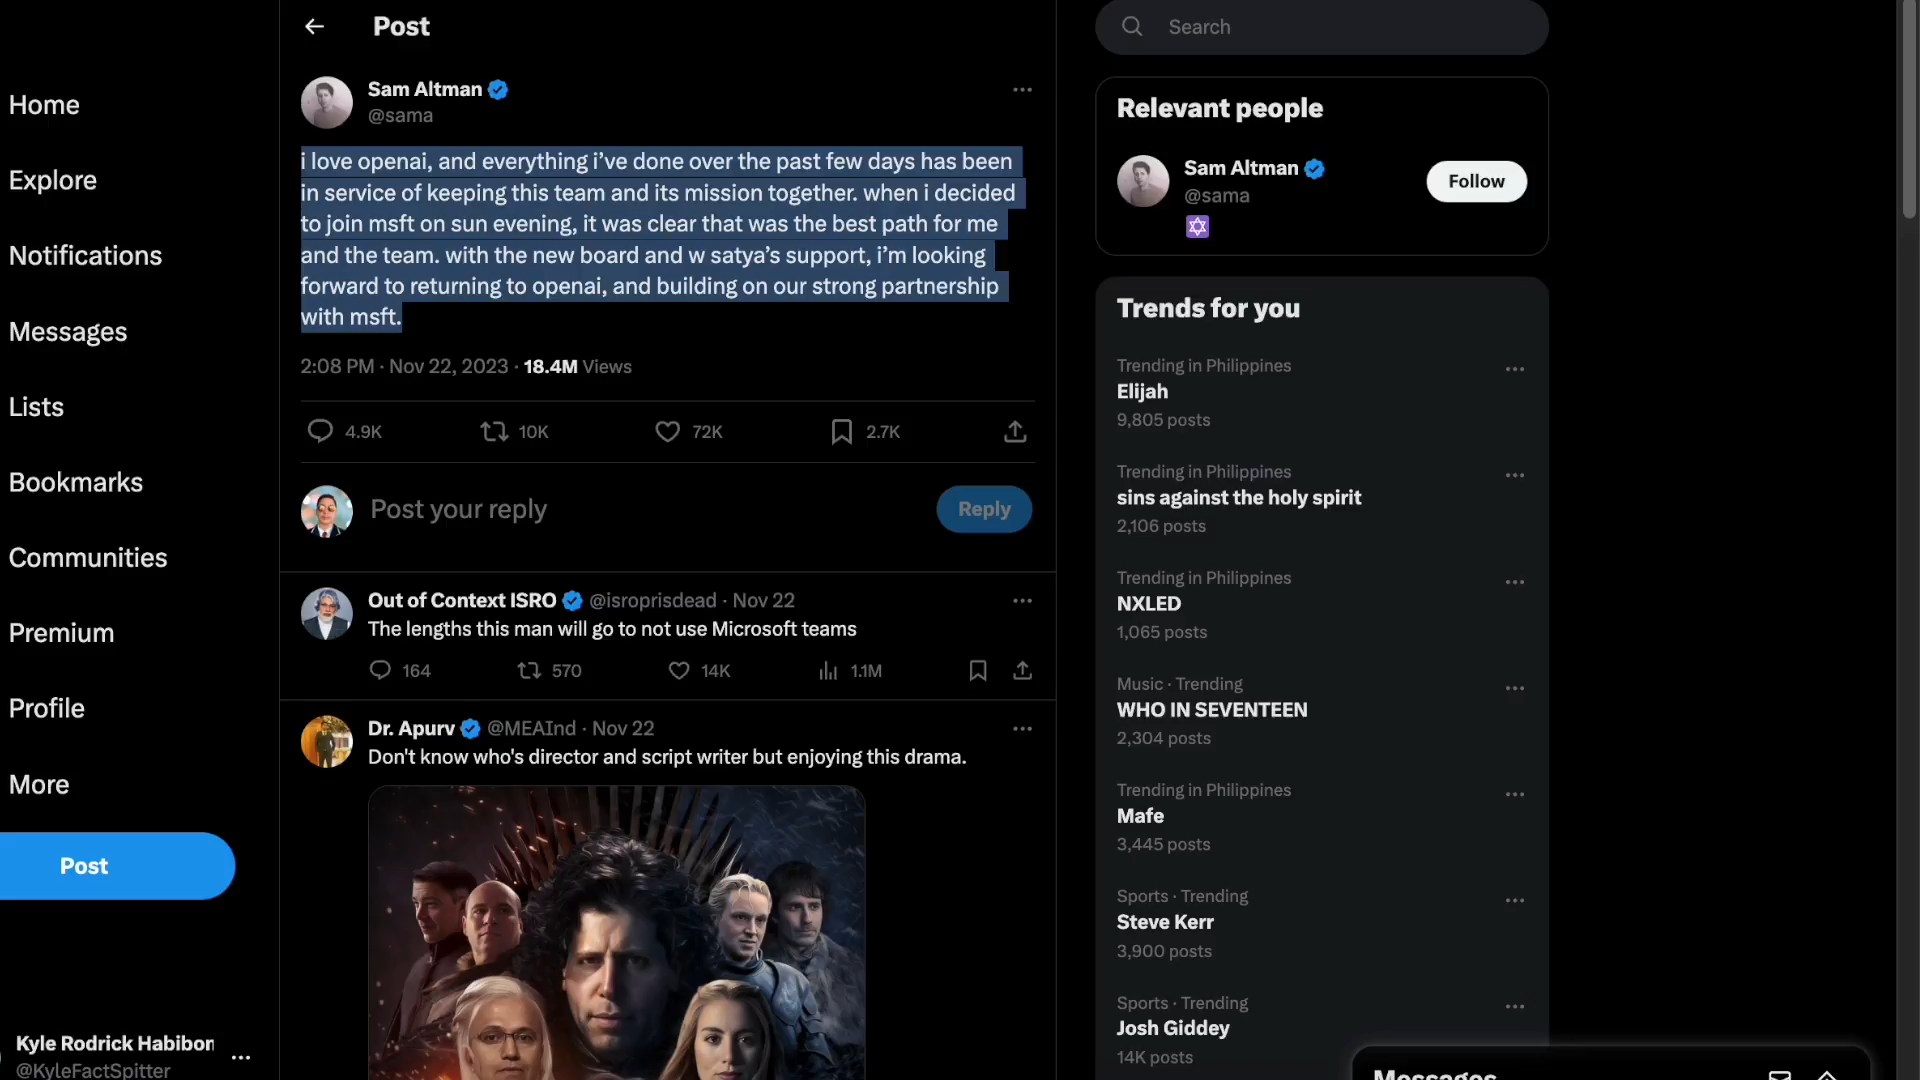 Home
Explore
Notifications
Messages
Lists
Bookmarks
Communities
Premium
Profile
More
Post
Kyle Rodrick Habibon
@KyleFactSpitter
Post
Sam Altman
@sama
i love openai, and everything i’ve done over the past few days has been
in service of keeping this team and its mission together. when i decided
to join msft on sun evening, it was clear that was the best path for me
and the team. with the new board and w satya’s support, i’m looking
forward to returning to openai, and building on our strong partnership
with msft.
2:08 PM · Nov 22, 2023 · 18.4M Views
4.9K 10K 72K 2.7K
Post your reply
Reply
Out of Context ISRO @isroprisdead · Nov 22
The lengths this man will go to not use Microsoft teams
164 570 14K 1.1M
Dr. Apurv @MEAInd · Nov 22
Don't know who's director and script writer but enjoying this drama.
Search
Relevant people
Sam Altman
@sama
Follow
Trends for you
Trending in Philippines
Elijah
9,805 posts
Trending in Philippines
sins against the holy spirit
2,106 posts
Trending in Philippines
NXLED
1,065 posts
Music · Trending
WHO IN SEVENTEEN
2,304 posts
Trending in Philippines
Mafe
3,445 posts
Sports · Trending
Steve Kerr
3,900 posts
Sports · Trending
Josh Giddey
14K posts
Messages